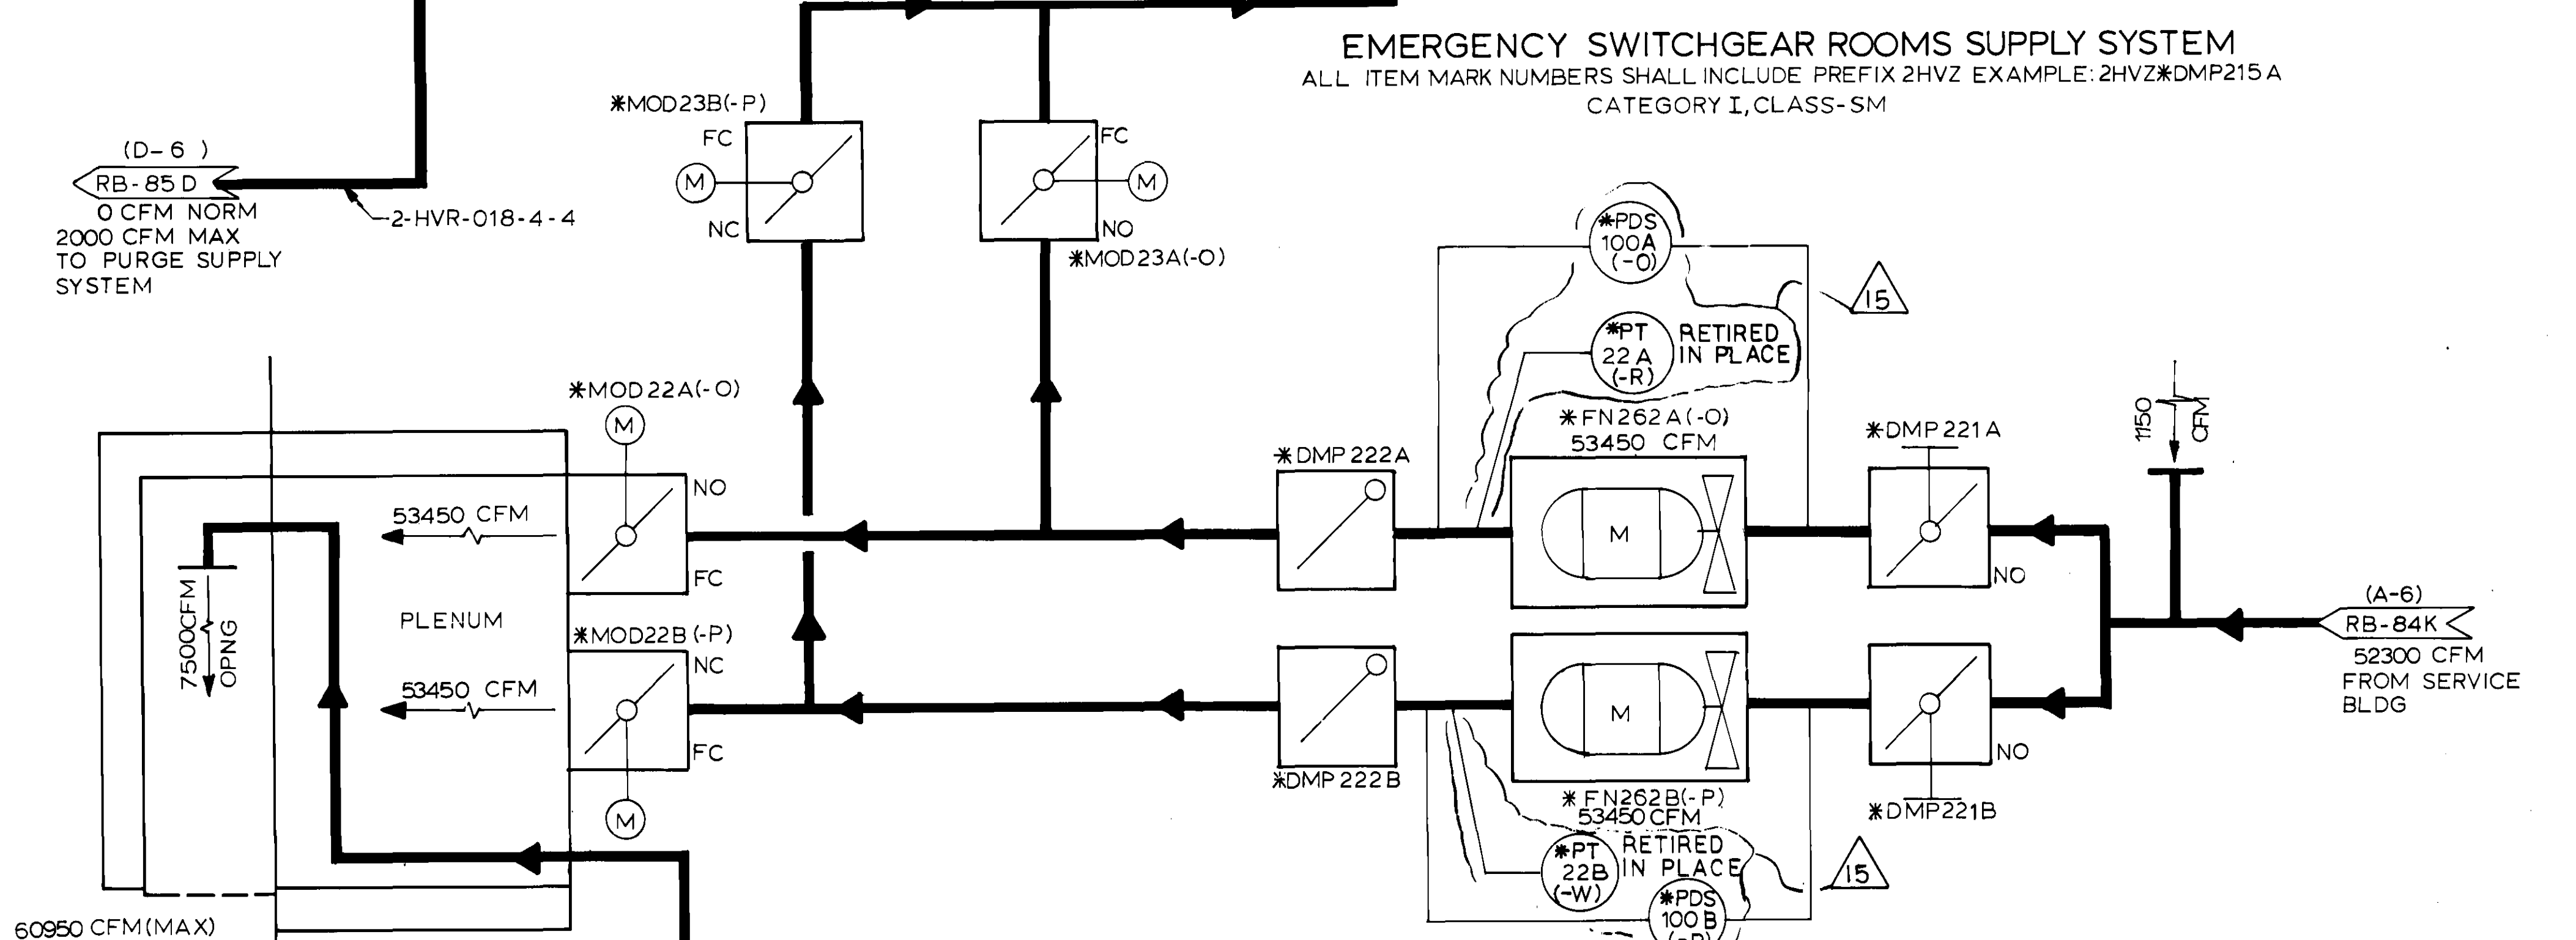 EMERGENCY SWITCHGEAR ROOMS SUPPLY SYSTEM
ALL ITEM MARK NUMBERS SHALL INCLUDE PREFIX 2HVZ EXAMPLE: 2HVZ*DMP215A
CATEGORY I, CLASS-SM
(D-6 )
RB-85D
0 CFM NORM
2000 CFM MAX
TO PURGE SUPPLY
SYSTEM
2-HVR-018-4-4
*MOD23B(-P)
FC
M
NC
FC
M
NO
*MOD23A(-O)
*PDS
100A
(-O)
15
*PT
22A
(-R)
RETIRED
IN PLACE
*FN262A(-O)
53450 CFM
M
*DMP222A
*DMP221A
NO
1150
CFM
*MOD22A(-O)
M
NO
FC
53450 CFM
PLENUM
7500CFM
OPNG
*MOD22B(-P)
NC
FC
M
53450 CFM
*DMP222B
M
*FN262B(-P)
53450CFM
*PT
22B
(-W)
RETIRED
IN PLACE
*PDS
100B
15
NO
*DMP221B
(A-6)
RB-84K
52300 CFM
FROM SERVICE
BLDG
60950 CFM(MAX)